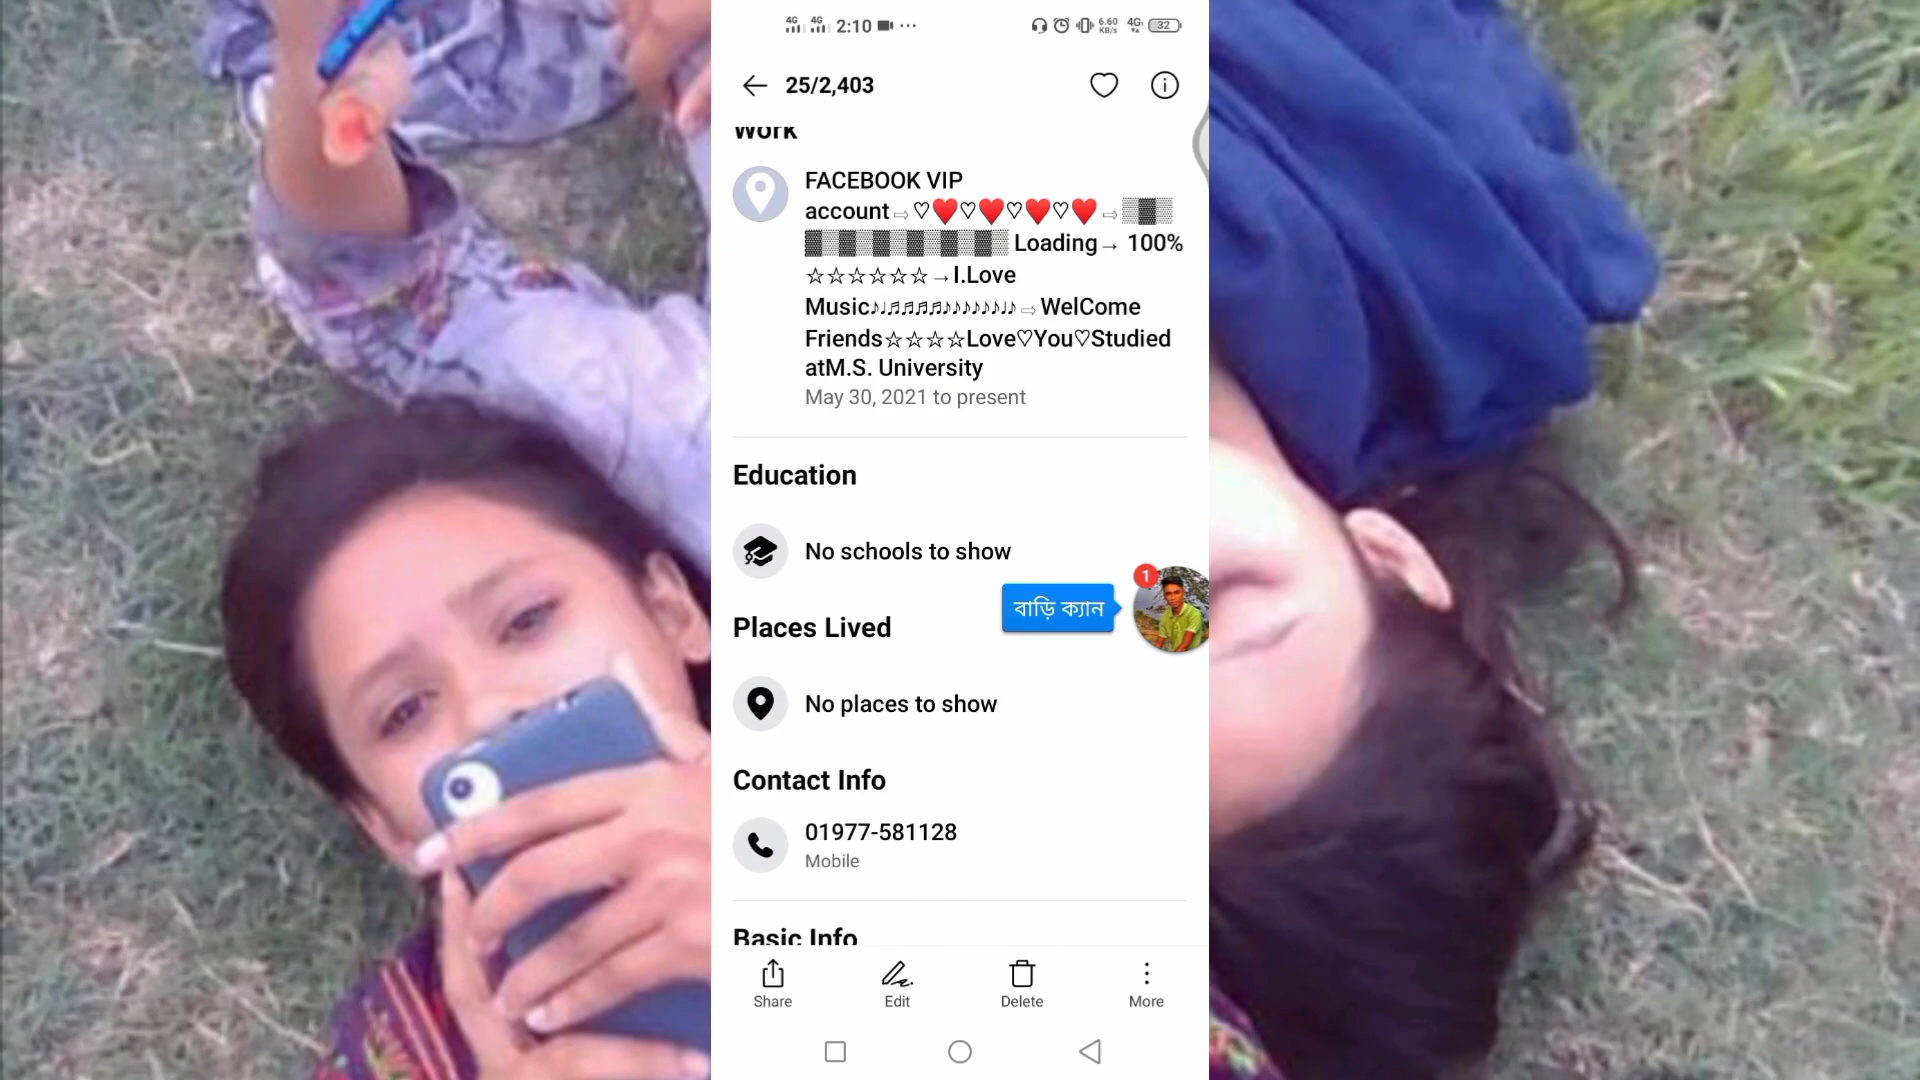 4G 4G 2:10 ... 6.60 KB/s 4G 32
25/2,403
Work
FACEBOOK VIP
account⇨♡❤️♡❤️♡❤️♡❤️⇨▒▓▒
▓▒▓▒▓▒▓▒▓▒▓▒ Loading→ 100%
☆☆☆☆☆☆→I.Love
Music♪♩♬♬♬♬♪♪♪♪♪♪♩♪⇨WelCome
Friends☆☆☆☆Love♡You♡Studied
atM.S. University
May 30, 2021 to present
Education
No schools to show
1
বাড়ি ক্যান
Places Lived
No places to show
Contact Info
01977-581128
Mobile
Basic Info
Share Edit Delete More